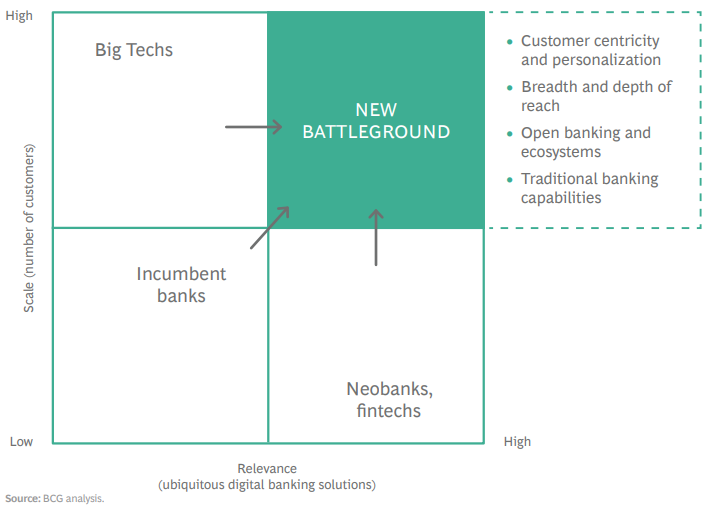 High
Big Techs
NEW
BATTLEGROUND
• Customer centricity
and personalization
• Breadth and depth of
reach
• Open banking and
ecosystems
• Traditional banking
capabilities
Scale (number of customers)
Incumbent
banks
Neobanks,
fintechs
Low
High
Relevance
(ubiquitous digital banking solutions)
Source: BCG analysis.